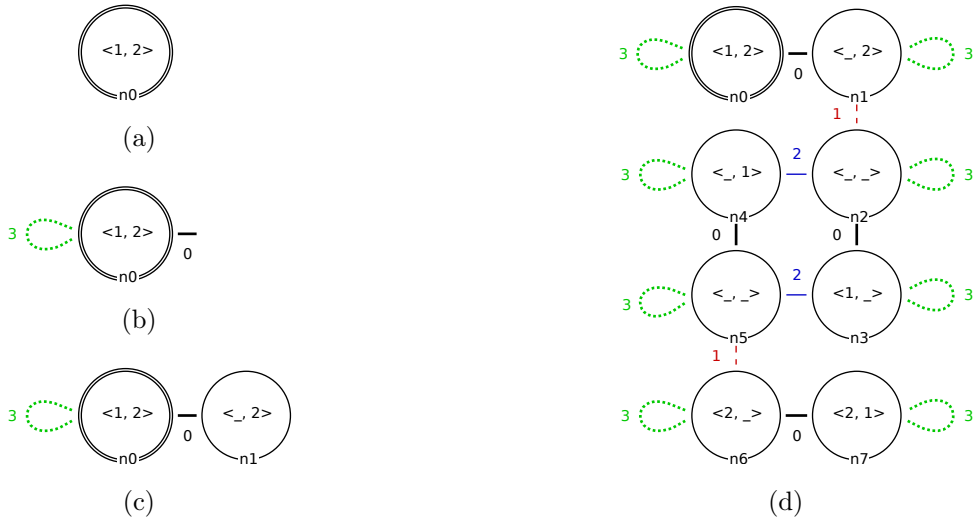 <1, 2>
n0
(a)
3
<1, 2>
0
n0
(b)
3
<1, 2>
<_, 2>
0
n0
n1
(c)
3
<1, 2>
<_, 2>
3
0
n0
n1
1
3
<_, 1>
2
<_, _>
3
n4
n2
0
0
3
<_, _>
2
<1, _>
3
n5
n3
1
3
<2, _>
<2, 1>
3
0
n6
n7
(d)